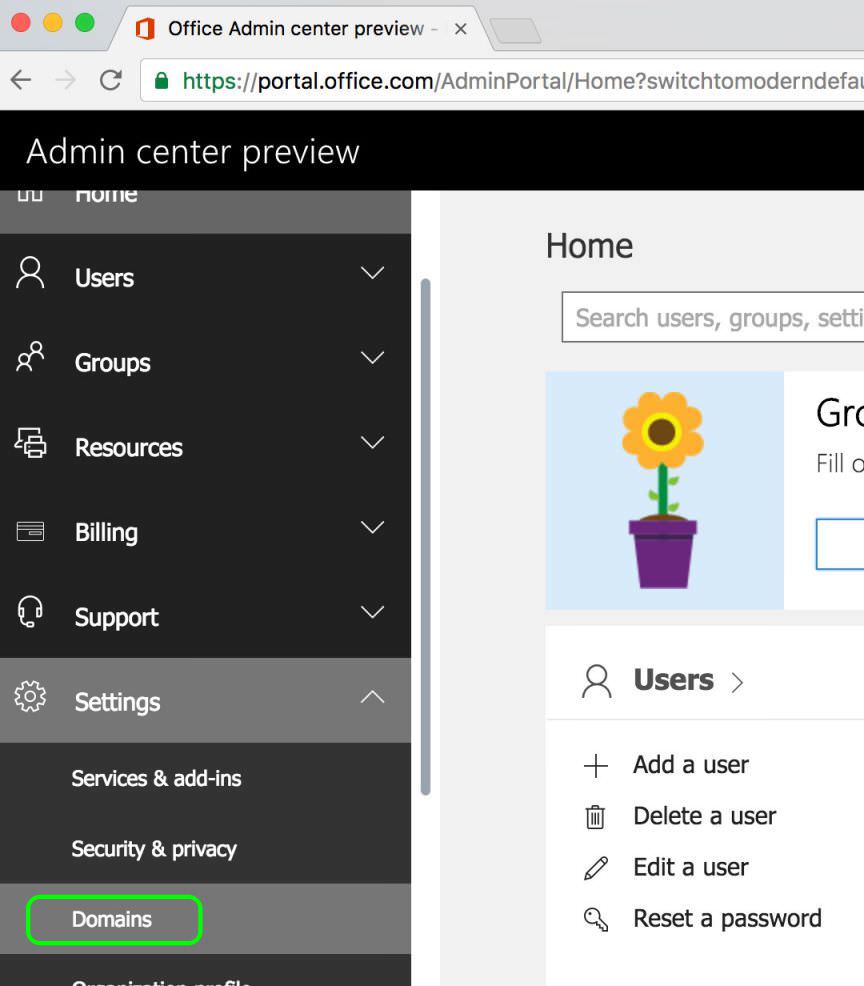 Office Admin center preview -
https://portal.office.com/AdminPortal/Home?switchtomoderndefau
Admin center preview
Home
Users
Groups
Resources
Billing
Support
Settings
Services & add-ins
Security & privacy
Domains
Organization profile
Home
Search users, groups, setti
Gro
Fill o
Users
Add a user
Delete a user
Edit a user
Reset a password